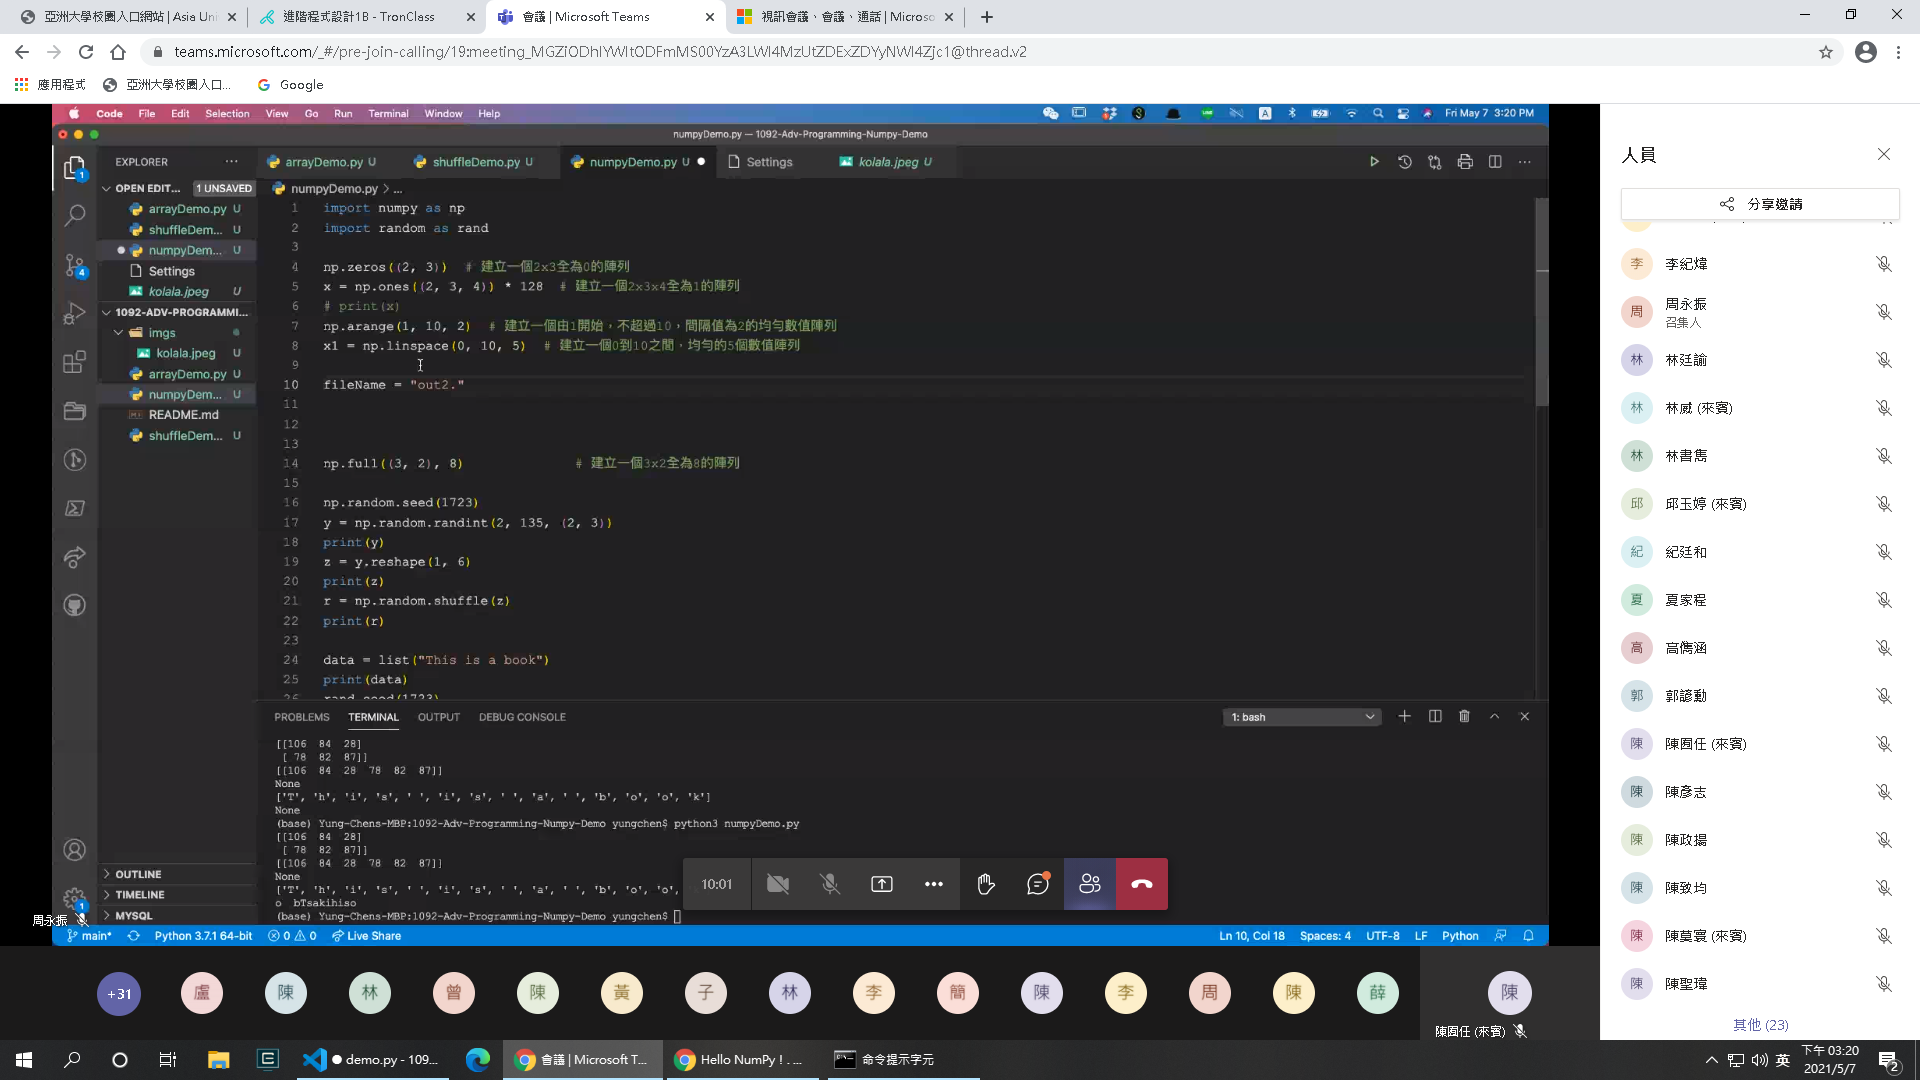 亞洲大學校園入口網站 | Asia Uni
進階程式設計1B - TronClass
會議 | Microsoft Teams
視訊會議、會議、通話 | Microso
teams.microsoft.com/_#/pre-join-calling/19:meeting_MGZiODhlYWItODFmMS00YzA3LWI4MzUtZDExZDYyNWI4Zjc1@thread.v2
應用程式
亞洲大學校園入口...
Google
Code File Edit Selection View Go Run Terminal Window Help
Fri May 7 3:20 PM
numpyDemo.py — 1092-Adv-Programming-Numpy-Demo
EXPLORER
arrayDemo.py U
shuffleDemo.py U
numpyDemo.py U
Settings
kolala.jpeg U
OPEN EDIT... 1 UNSAVED
arrayDemo.py U
shuffleDem... U
numpyDem... U
Settings
kolala.jpeg U
1092-ADV-PROGRAMMI...
imgs
kolala.jpeg U
arrayDemo.py U
numpyDem... U
README.md
shuffleDem... U
OUTLINE
TIMELINE
MYSQL
numpyDemo.py > ...
1 import numpy as np
2 import random as rand
3
4 np.zeros((2, 3)) # 建立一個2x3全為0的陣列
5 x = np.ones((2, 3, 4)) * 128 # 建立一個2x3x4全為1的陣列
6 # print(x)
7 np.arange(1, 10, 2) # 建立一個由1開始，不超過10，間隔值為2的均勻數值陣列
8 x1 = np.linspace(0, 10, 5) # 建立一個0到10之間，均勻的5個數值陣列
9
10 fileName = "out2."
11
12
13
14 np.full((3, 2), 8) # 建立一個3x2全為8的陣列
15
16 np.random.seed(1723)
17 y = np.random.randint(2, 135, (2, 3))
18 print(y)
19 z = y.reshape(1, 6)
20 print(z)
21 r = np.random.shuffle(z)
22 print(r)
23
24 data = list("This is a book")
25 print(data)
26 rand.seed(1723)
PROBLEMS TERMINAL OUTPUT DEBUG CONSOLE
1: bash
[[106 84 28]
[ 78 82 87]]
[[106 84 28 78 82 87]]
None
['T', 'h', 'i', 's', ' ', 'i', 's', ' ', 'a', ' ', 'b', 'o', 'o', 'k']
None
(base) Yung-Chens-MBP:1092-Adv-Programming-Numpy-Demo yungchen$ python3 numpyDemo.py
[[106 84 28]
[ 78 82 87]]
[[106 84 28 78 82 87]]
None
['T', 'h', 'i', 's', ' ', 'i', 's', ' ', 'a', ' ', 'b', 'o', 'o',
o bTsakihiso
(base) Yung-Chens-MBP:1092-Adv-Programming-Numpy-Demo yungchen$
10:01
周永振
main* Python 3.7.1 64-bit 0 0 Live Share
Ln 10, Col 18 Spaces: 4 UTF-8 LF Python
+31 盧 陳 林 曾 陳 黃 子 林 李 簡 陳 李 周 陳 薛 陳
陳囿任 (來賓)
人員
分享邀請
李 李紀煒
周 周永振
召集人
林 林廷諭
林 林威 (來賓)
林 林書雋
邱 邱玉婷 (來賓)
紀 紀廷和
夏 夏家程
高 高儁涵
郭 郭諺勳
陳 陳囿任 (來賓)
陳 陳彥志
陳 陳政揚
陳 陳致均
陳 陳蒖寰 (來賓)
陳 陳聖瑋
其他 (23)
demo.py - 109...
會議 | Microsoft T...
Hello NumPy ! . ...
命令提示字元
英
下午 03:20
2021/5/7
2